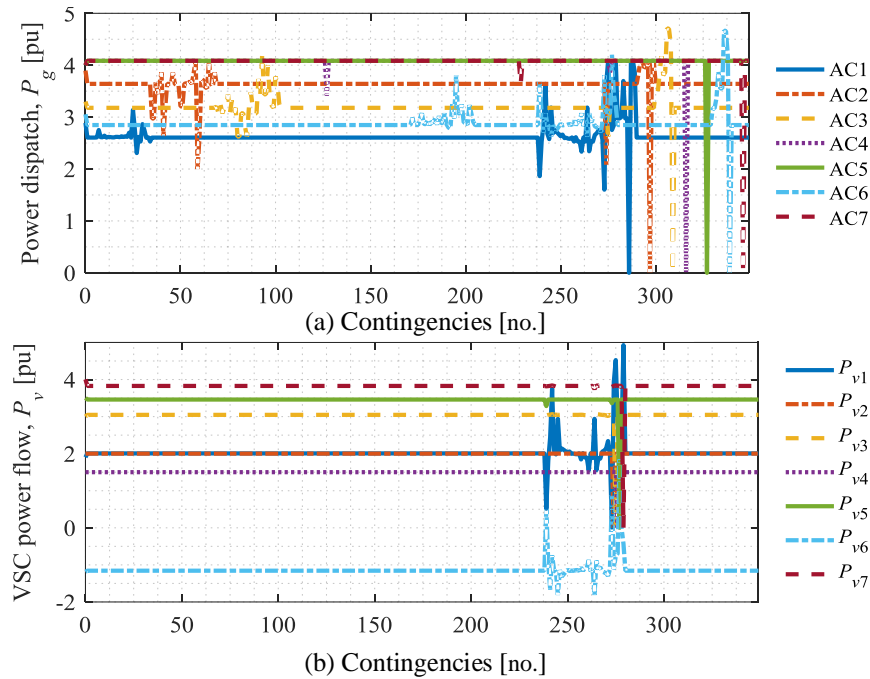 Power dispatch, P_g [pu]
5
4
3
2
1
0
0 50 100 150 200 250 300
(a) Contingencies [no.]
AC1
AC2
AC3
AC4
AC5
AC6
AC7
VSC power flow, P_v [pu]
4
2
0
-2
0 50 100 150 200 250 300
(b) Contingencies [no.]
P_v1
P_v2
P_v3
P_v4
P_v5
P_v6
P_v7